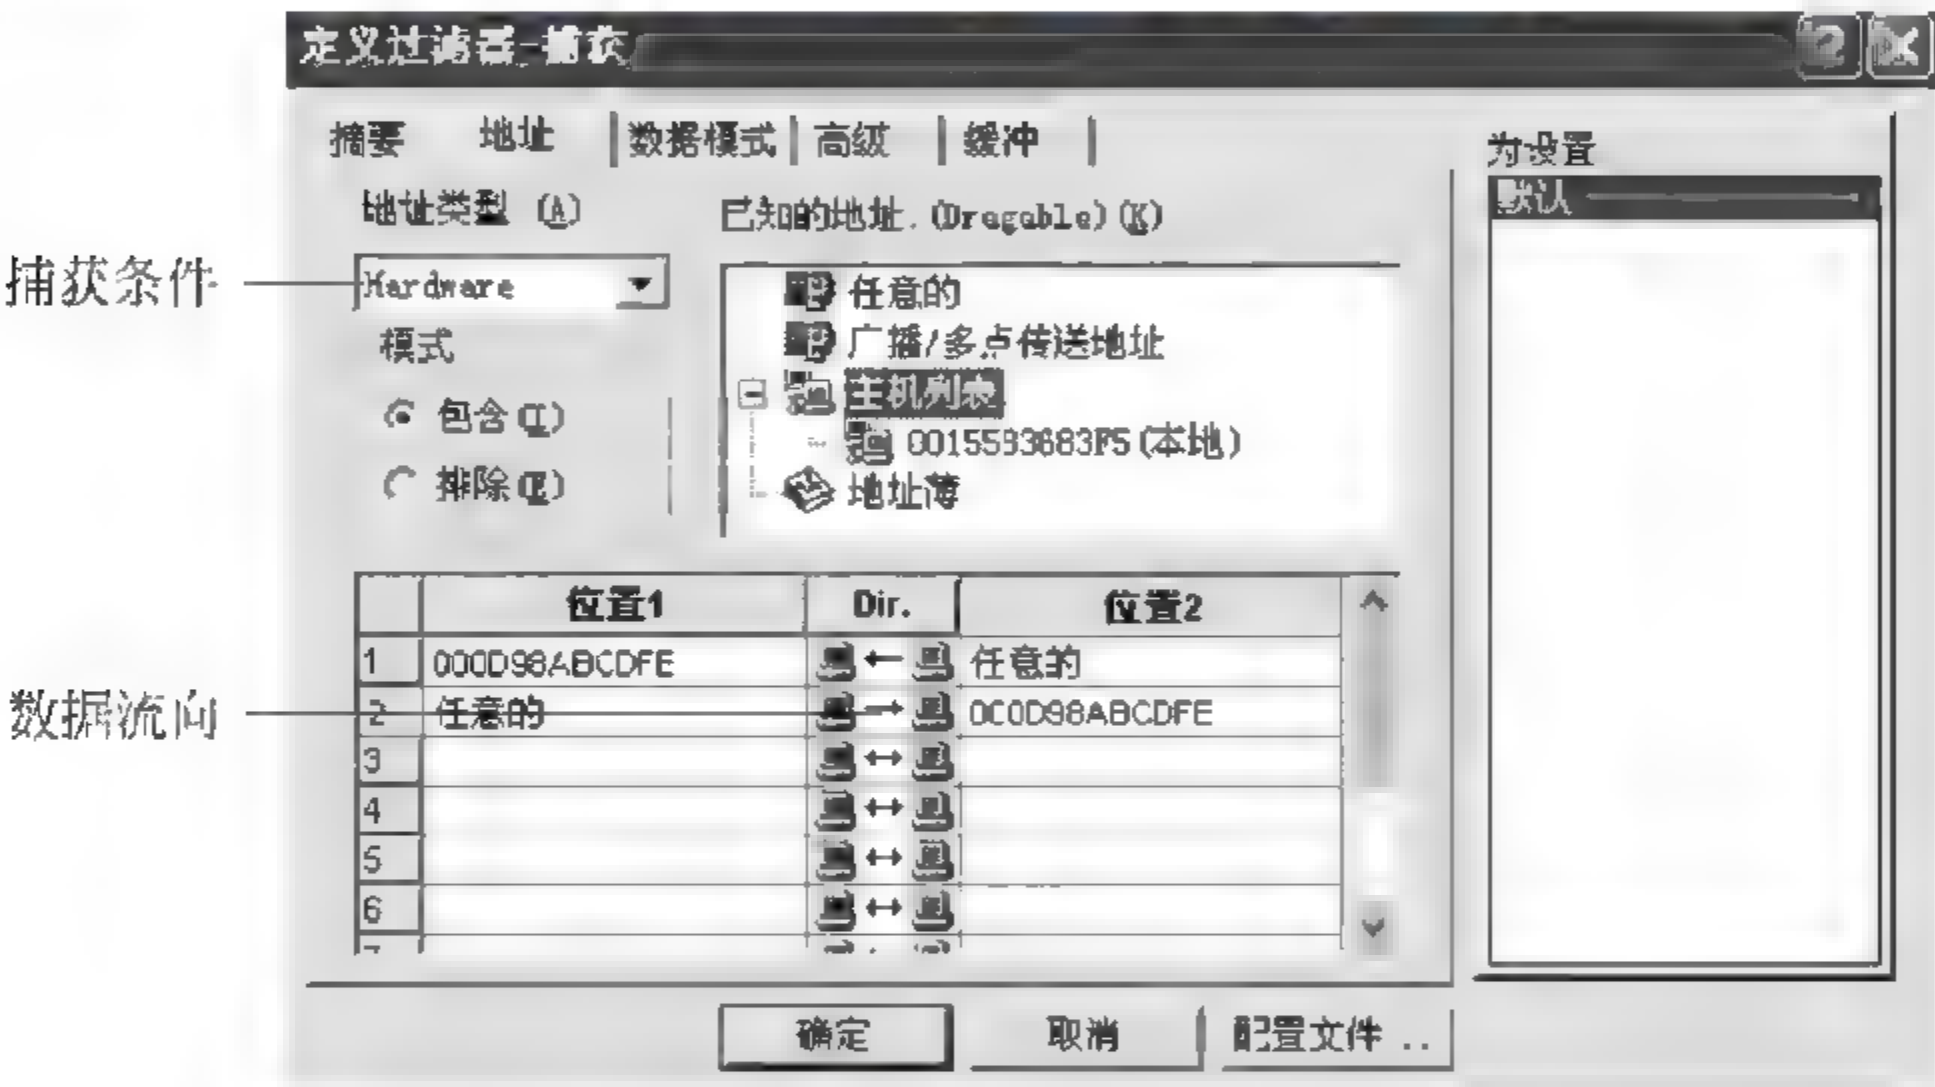 定义过滤器-捕获
摘要 地址 数据模式 高级 缓冲
为设置
默认
地址类型 (A)
已知的地址.(Dragable)(K)
捕获条件
Hardware
模式
包含(I)
排除(E)
任意的
广播/多点传送地址
主机列表
0015593683F5(本地)
地址薄
位置1 Dir. 位置2
1 000D98ABCDFE 任意的
数据流向
2 任意的 000D98ABCDFE
3
4
5
6
7
确定 取消 配置文件 ..